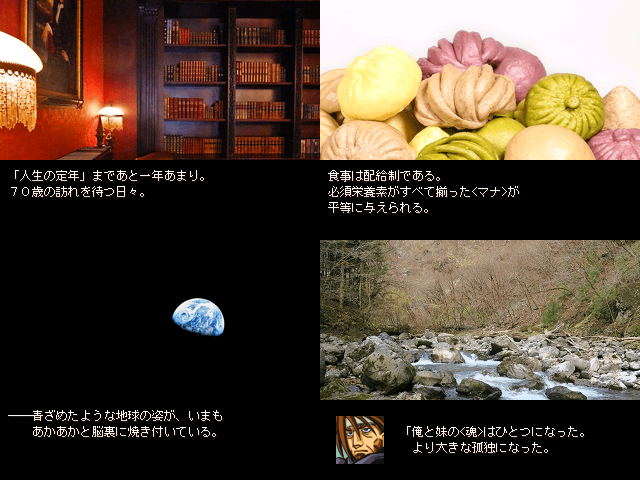 「人生の定年」まであと一年あまり。
７０歳の訪れを待つ日々。
食事は配給制である。
必須栄養素がすべて揃った<マナ>が
平等に与えられる。
――青ざめたような地球の姿が、いまも
あかあかと脳裏に焼き付いている。
「俺と妹の<魂>はひとつになった。
より大きな孤独になった。